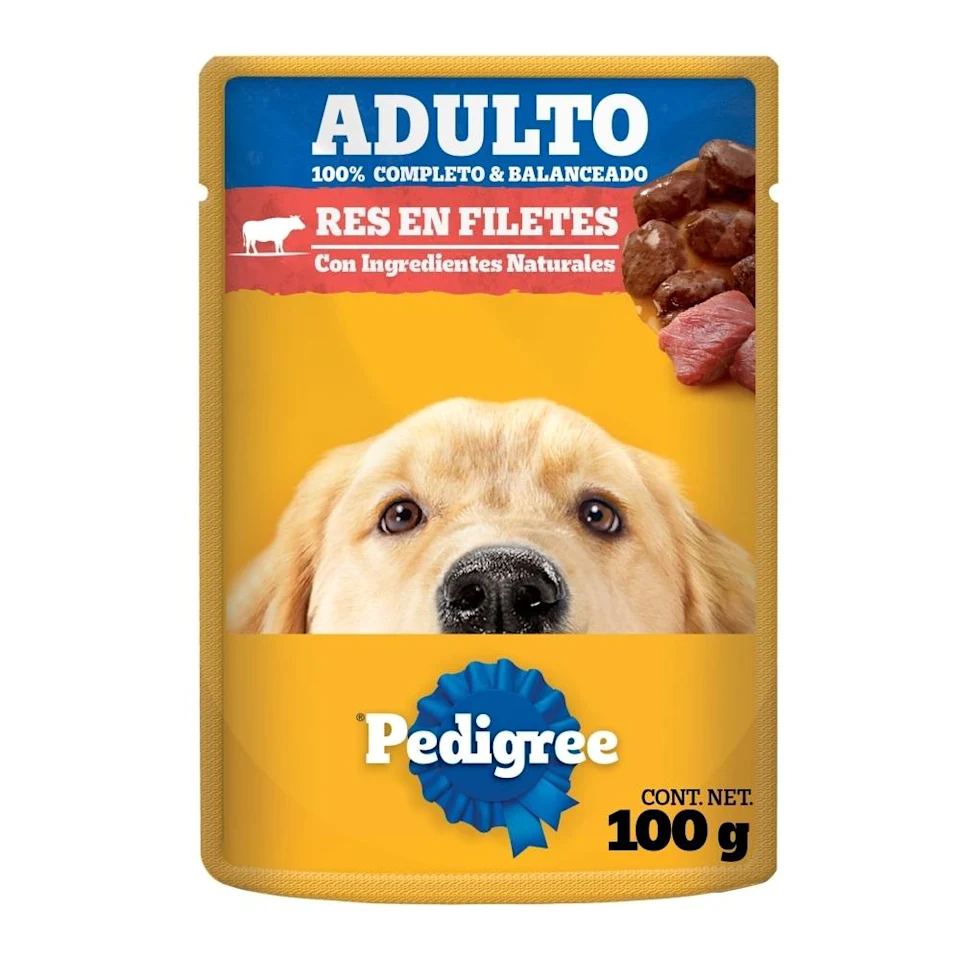 ADULTO
100% COMPLETO & BALANCEADO
RES EN FILETES
Con Ingredientes Naturales
®Pedigree
CONT. NET.
100 g